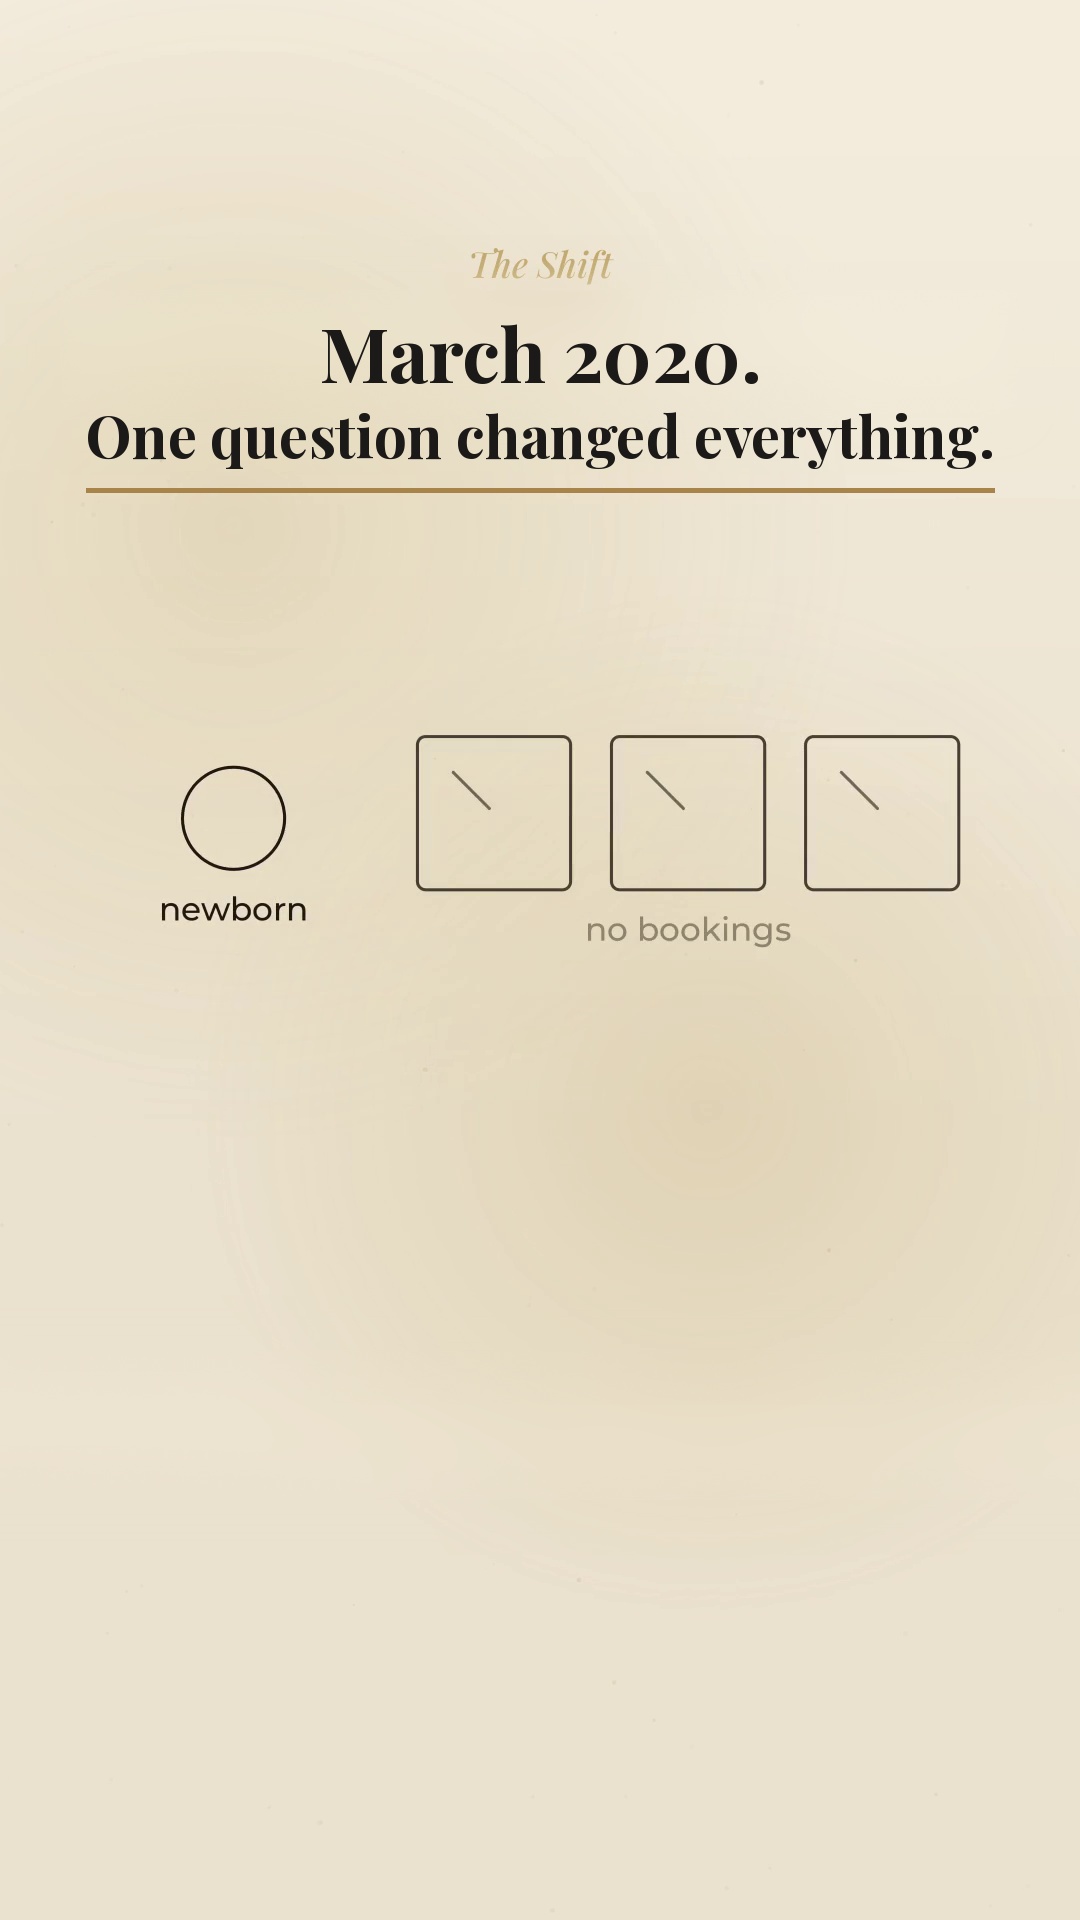 The Shift
March 2020.
One question changed everything.
newborn
no bookings